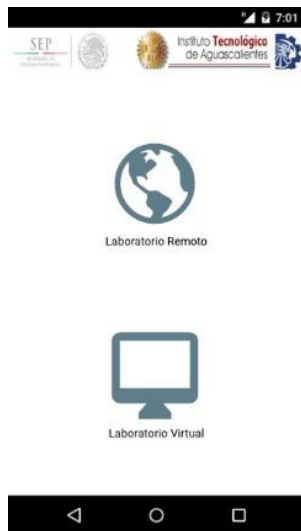 7:01
SEP
Instituto Tecnológico
de Aguascalientes
Laboratorio Remoto
Laboratorio Virtual